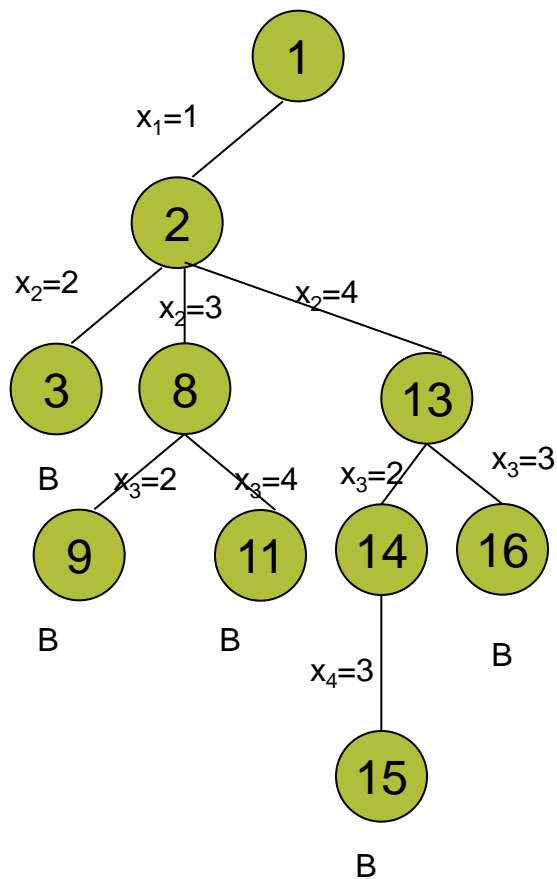 1
x₁=1
2
x₂=2
x₂=3
x₂=4
3
8
13
B
x₃=2
x₃=4
x₃=2
x₃=3
9
11
14
16
B
B
B
x₄=3
15
B